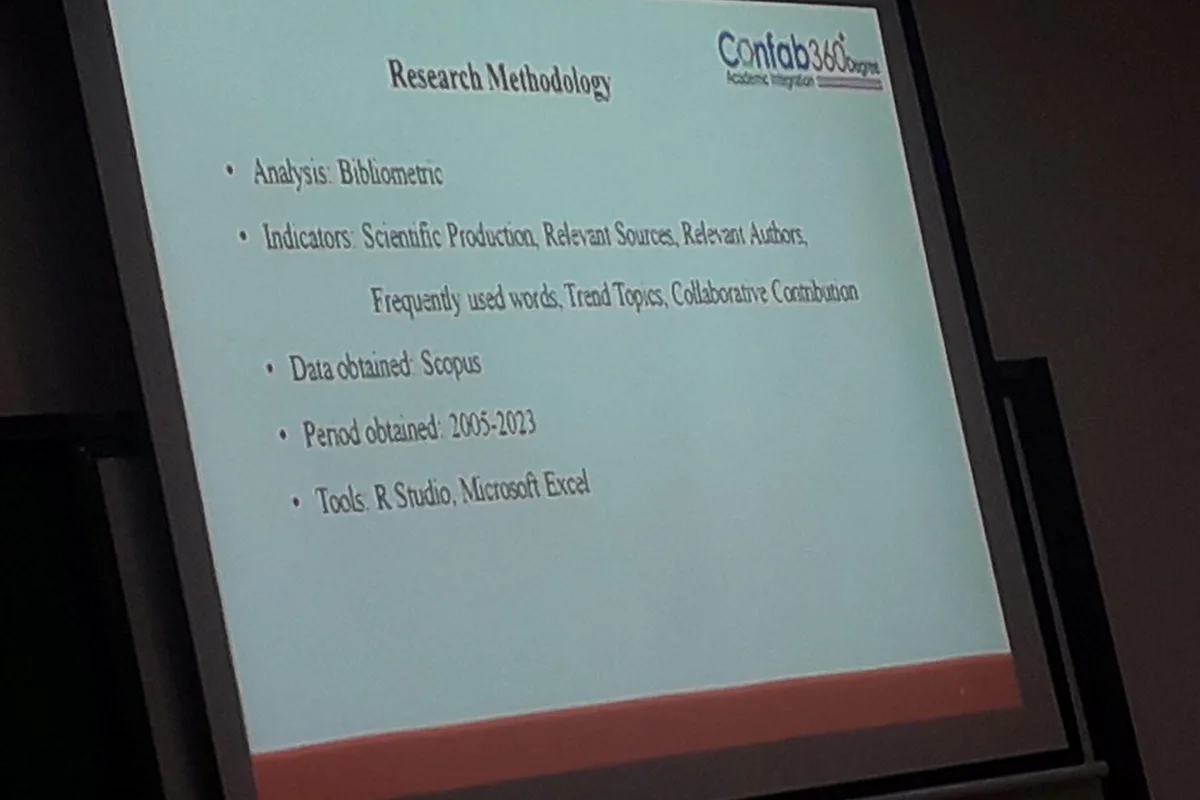 Confab360°Degree
Academic Integration
Research Methodology
• Analysis: Bibliometric
• Indicators: Scientific Production, Relevant Sources, Relevant Authors,
Frequently used words, Trend Topics, Collaborative Contribution
• Data obtained: Scopus
• Period obtained: 2005-2023
• Tools: R Studio, Microsoft Excel